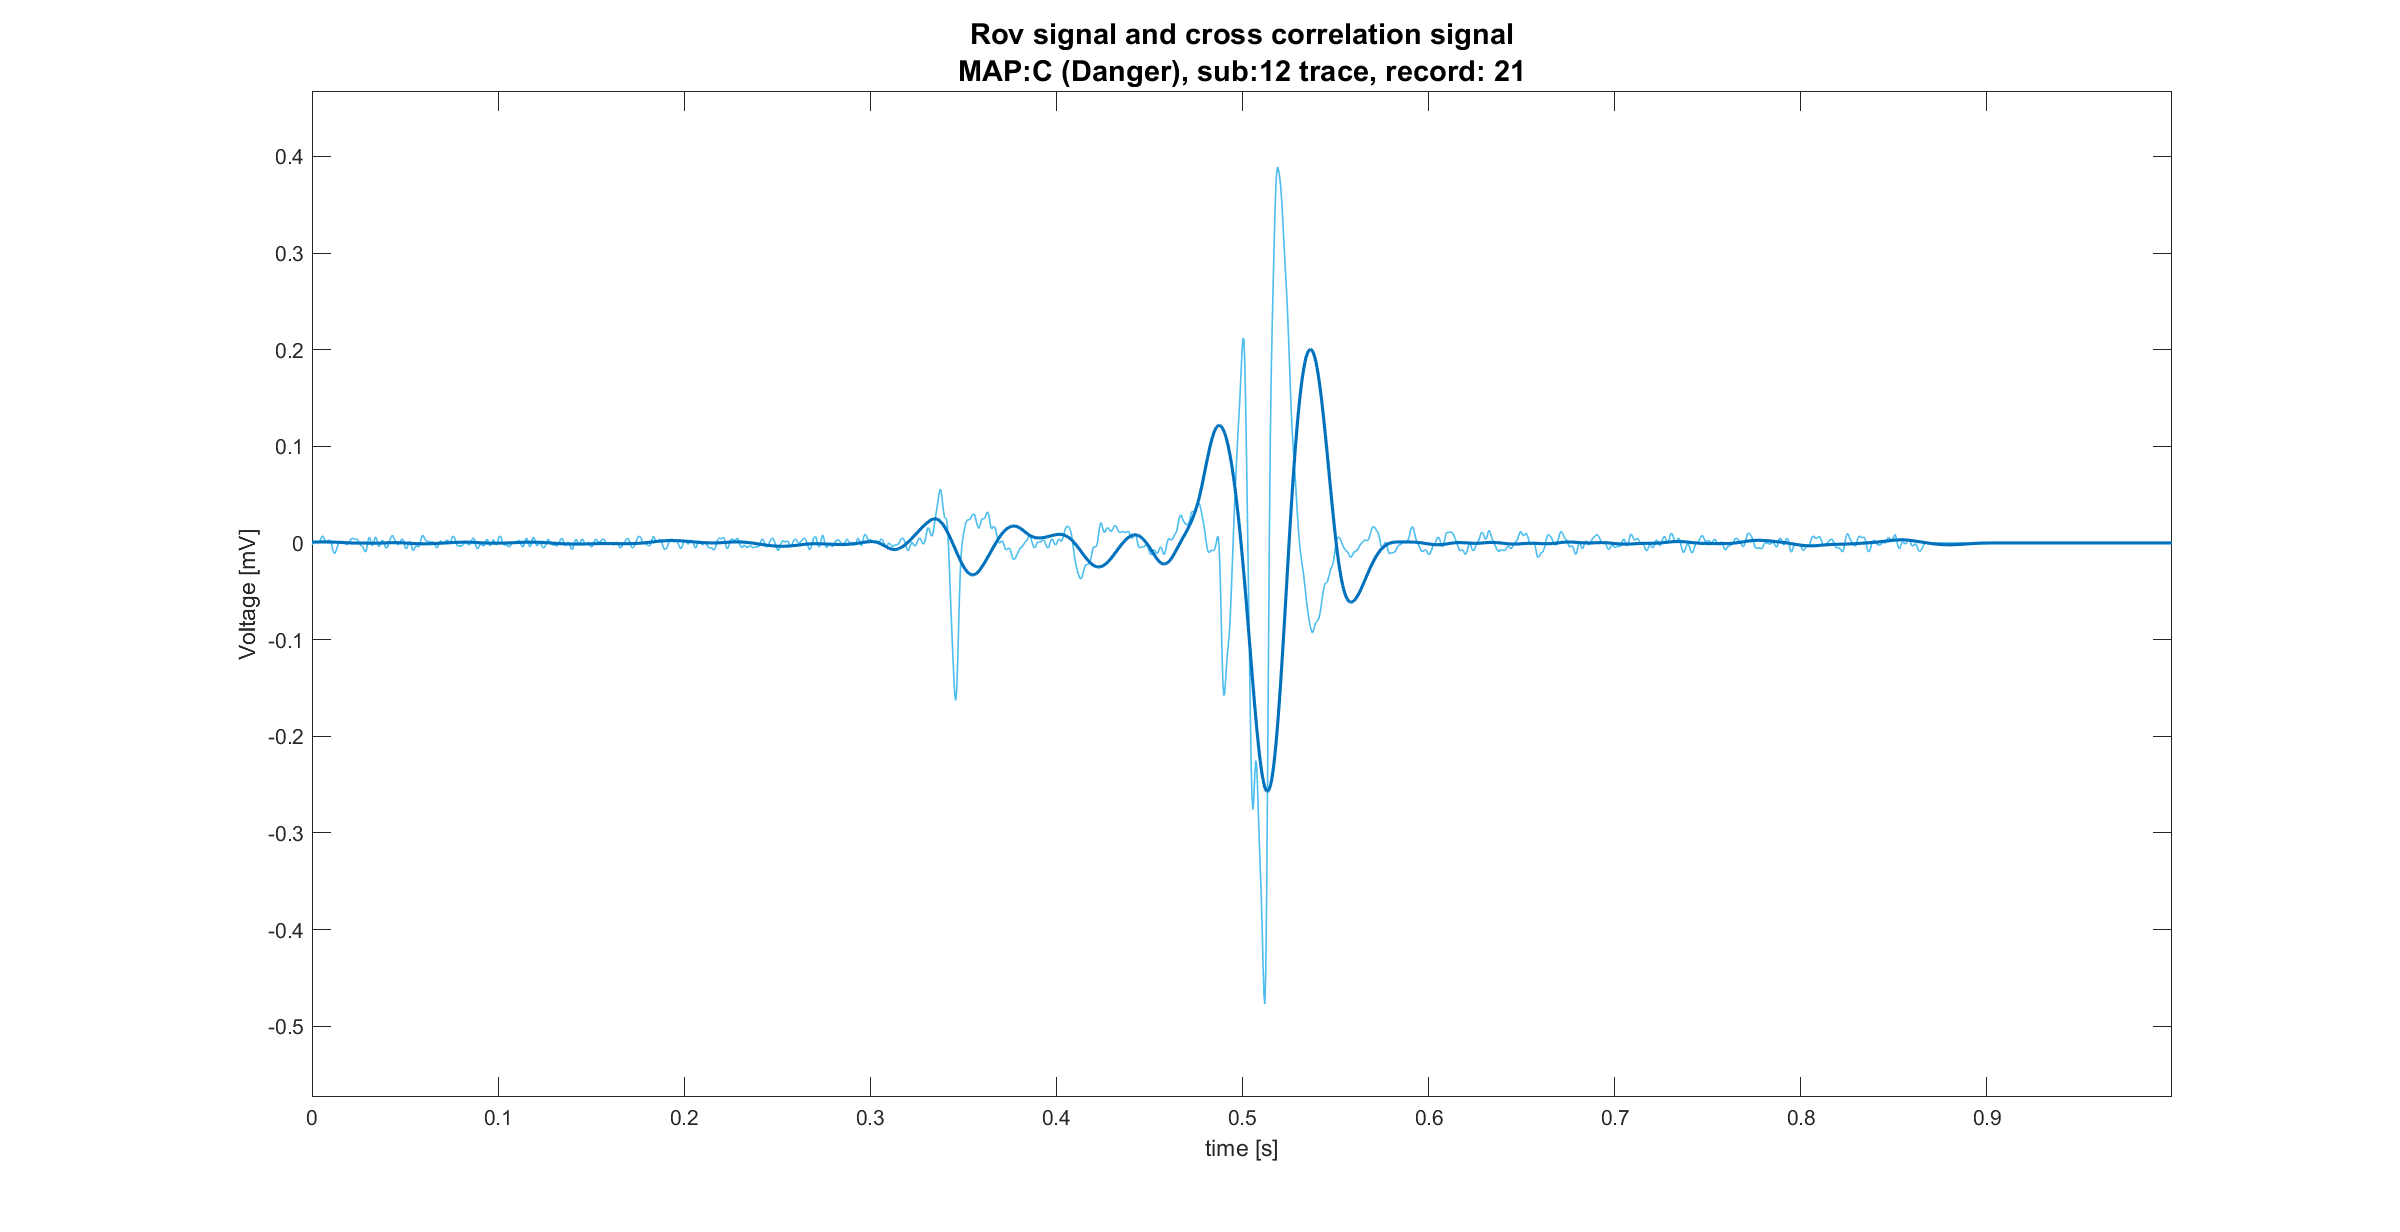 Rov signal and cross correlation signal
MAP:C (Danger), sub:12 trace, record: 21
Voltage [mV]
0.4
0.3
0.2
0.1
0
-0.1
-0.2
-0.3
-0.4
-0.5
0 0.1 0.2 0.3 0.4 0.5 0.6 0.7 0.8 0.9
time [s]